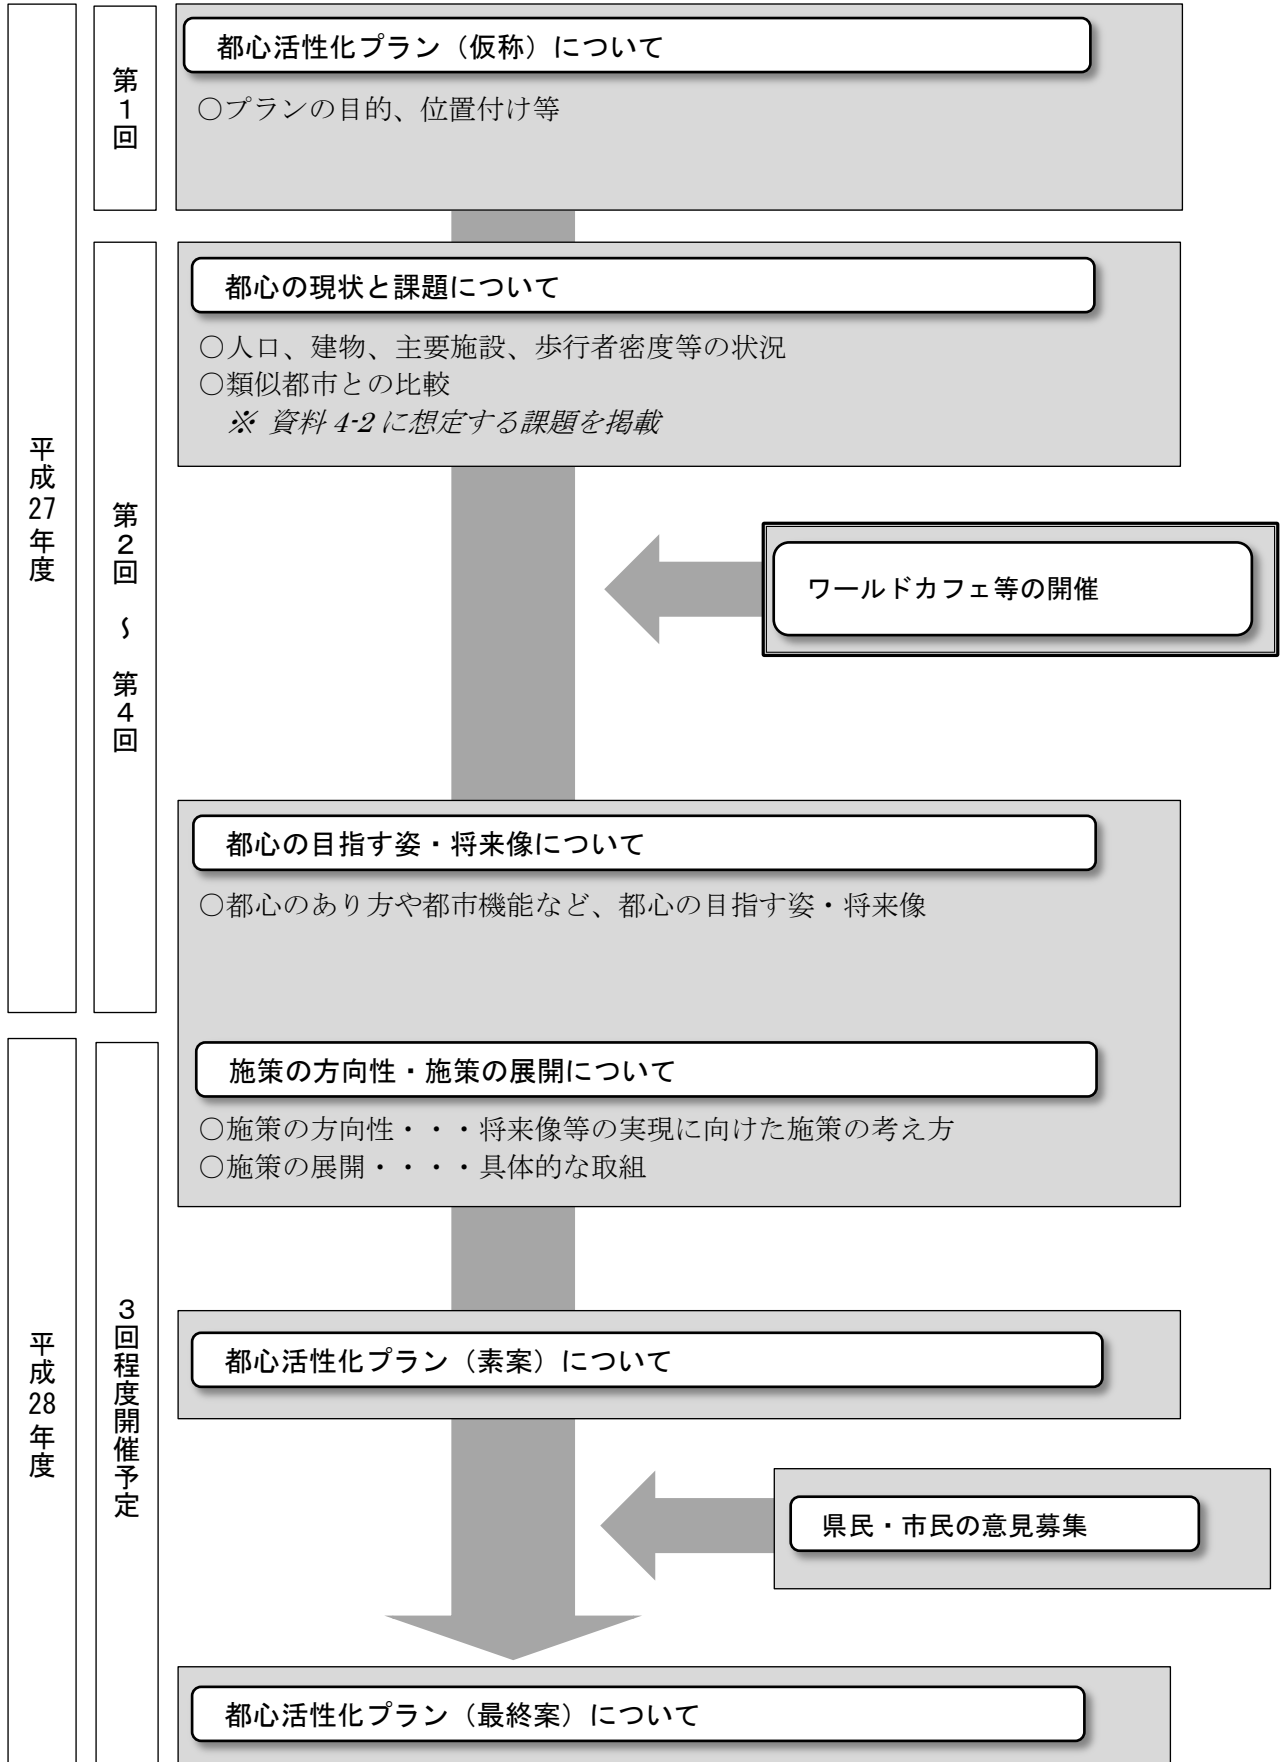 平成27年度
第1回
都心活性化プラン（仮称）について
○プランの目的、位置付け等
第2回 ～ 第4回
都心の現状と課題について
○人口、建物、主要施設、歩行者密度等の状況
○類似都市との比較
※ 資料 4-2 に想定する課題を掲載
ワールドカフェ等の開催
都心の目指す姿・将来像について
○都心のあり方や都市機能など、都心の目指す姿・将来像
平成28年度
3回程度開催予定
施策の方向性・施策の展開について
○施策の方向性・・・将来像等の実現に向けた施策の考え方
○施策の展開・・・・具体的な取組
都心活性化プラン（素案）について
県民・市民の意見募集
都心活性化プラン（最終案）について